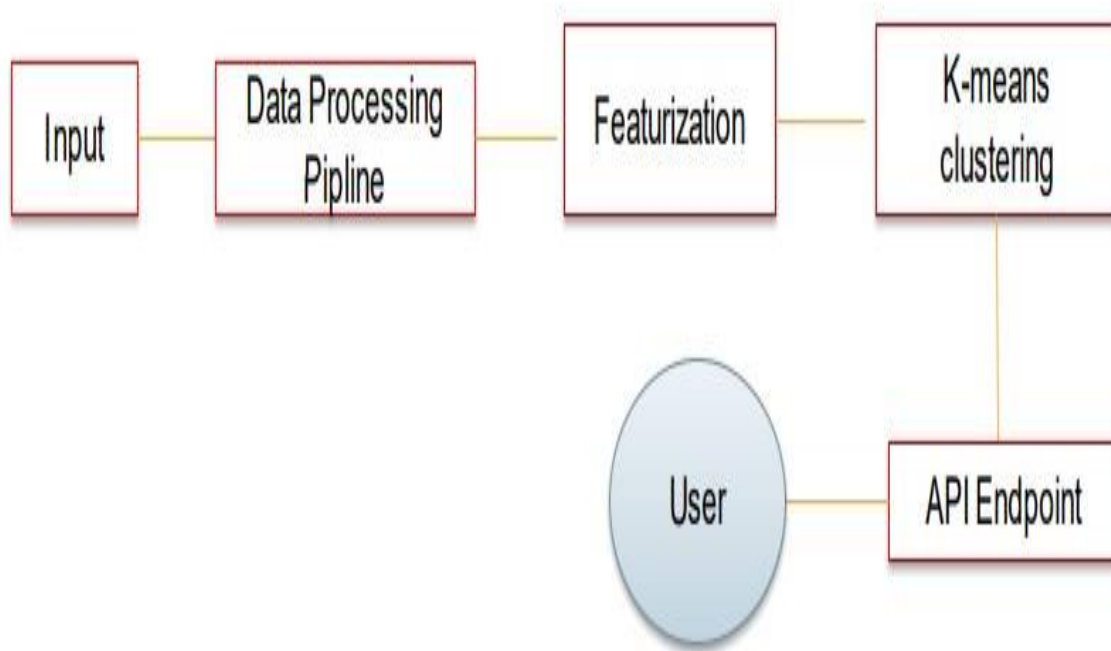 Input
Data Processing
Pipline
Featurization
K-means
clustering
User
API Endpoint